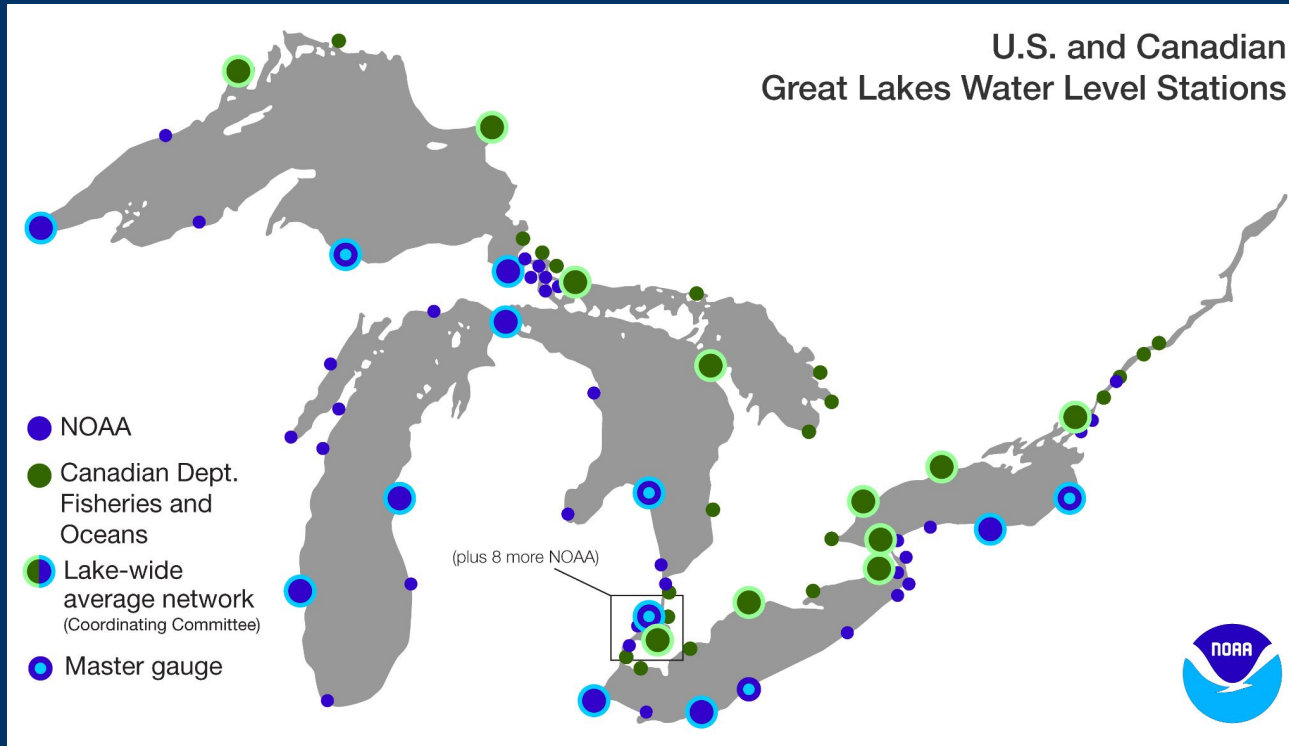 U.S. and Canadian
Great Lakes Water Level Stations
NOAA
Canadian Dept.
Fisheries and
Oceans
Lake-wide
average network
(Coordinating Committee)
Master gauge
(plus 8 more NOAA)
NOAA